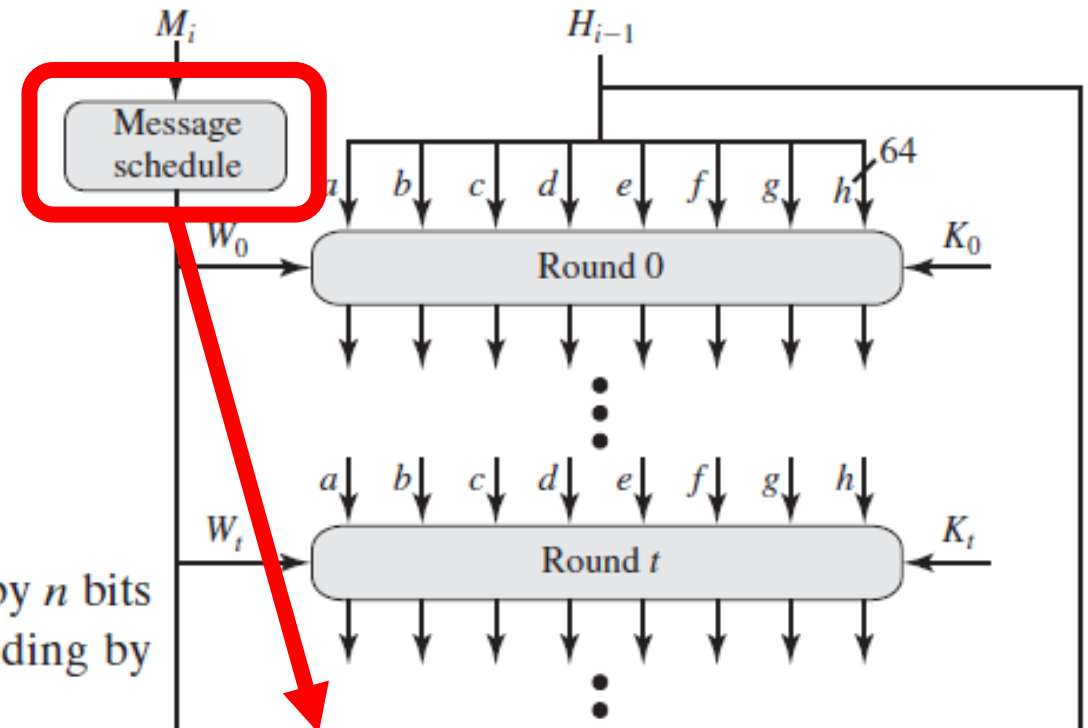 M_i H_{i−1}
Message
schedule
64
a b c d e f g h
W_0 K_0
Round 0
a b c d e f g h
W_t K_t
Round t
by n bits
ding by